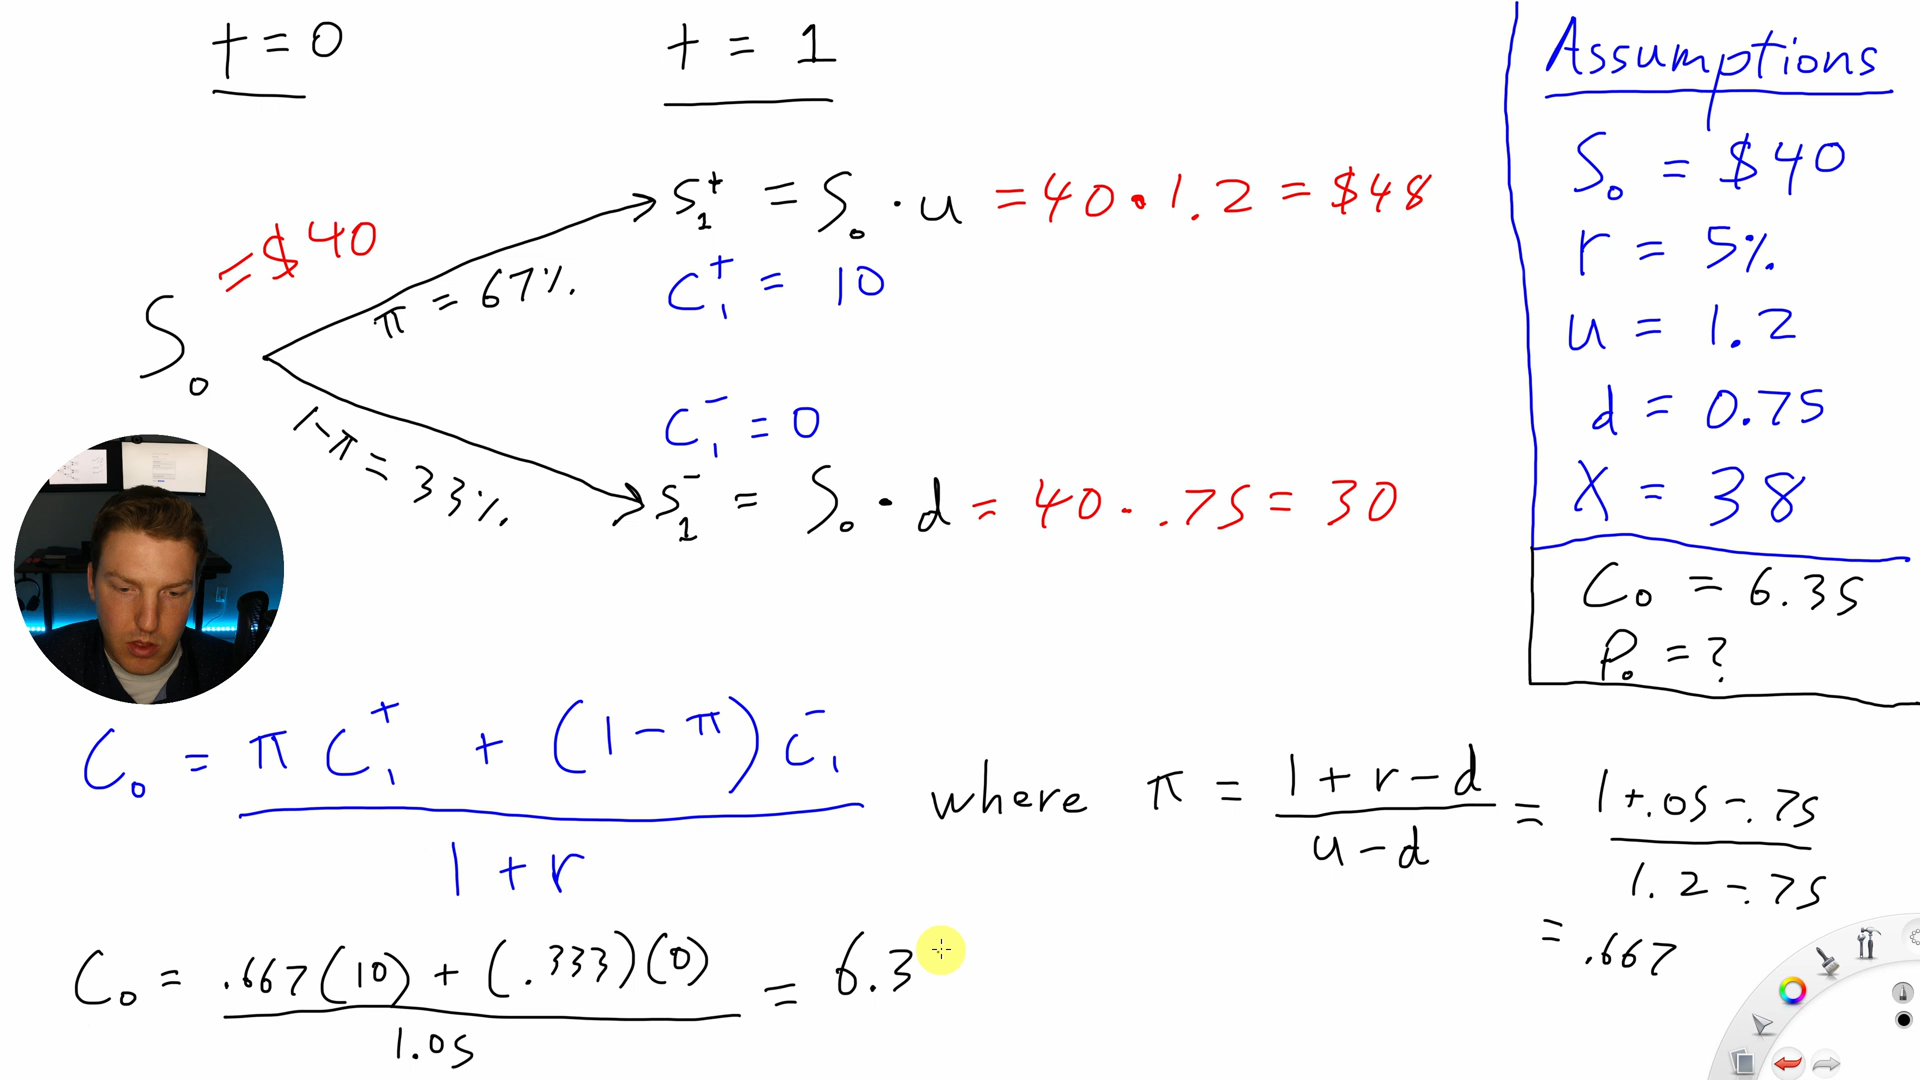 t = 0
t = 1
Assumptions
S₀ = $40
r = 5%
u = 1.2
d = 0.75
X = 38
C₀ = 6.35
P₀ = ?
S₀ = $40
π = 67%
1-π = 33%
S₁⁺ = S₀ · u = 40 · 1.2 = $48
C₁⁺ = 10
C₁⁻ = 0
S₁⁻ = S₀ · d = 40 · .75 = 30
C₀ = πC₁⁺ + (1-π)C₁⁻
1+r
where π = 1+r-d
u-d
= 1+.05-.75
1.2-.75
= .667
C₀ = .667(10) + (.333)(0)
1.05
= 6.3